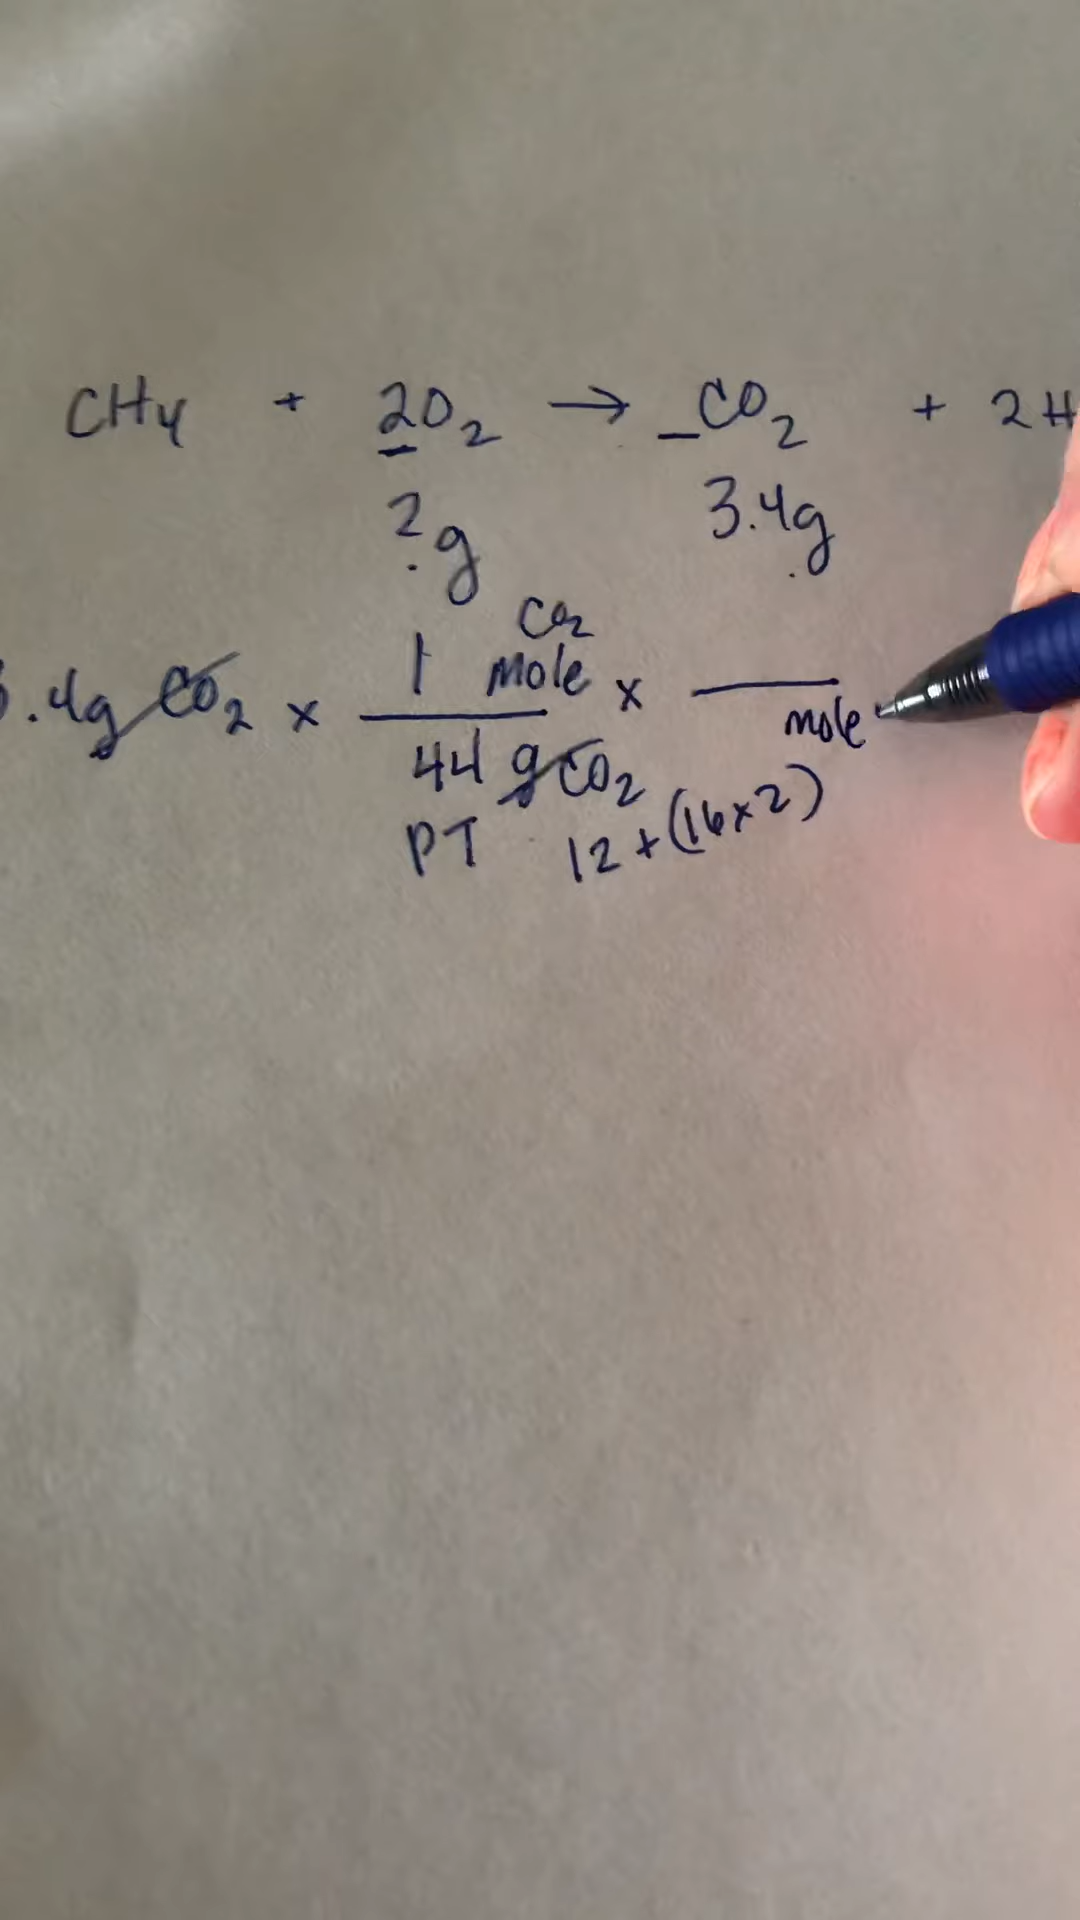 CH4 + 2O2 → _CO2 + 2H
?g 3.4g
.4g CO2 × 1 mole CO2 × mole
44 g CO2
PT 12 + (16×2)